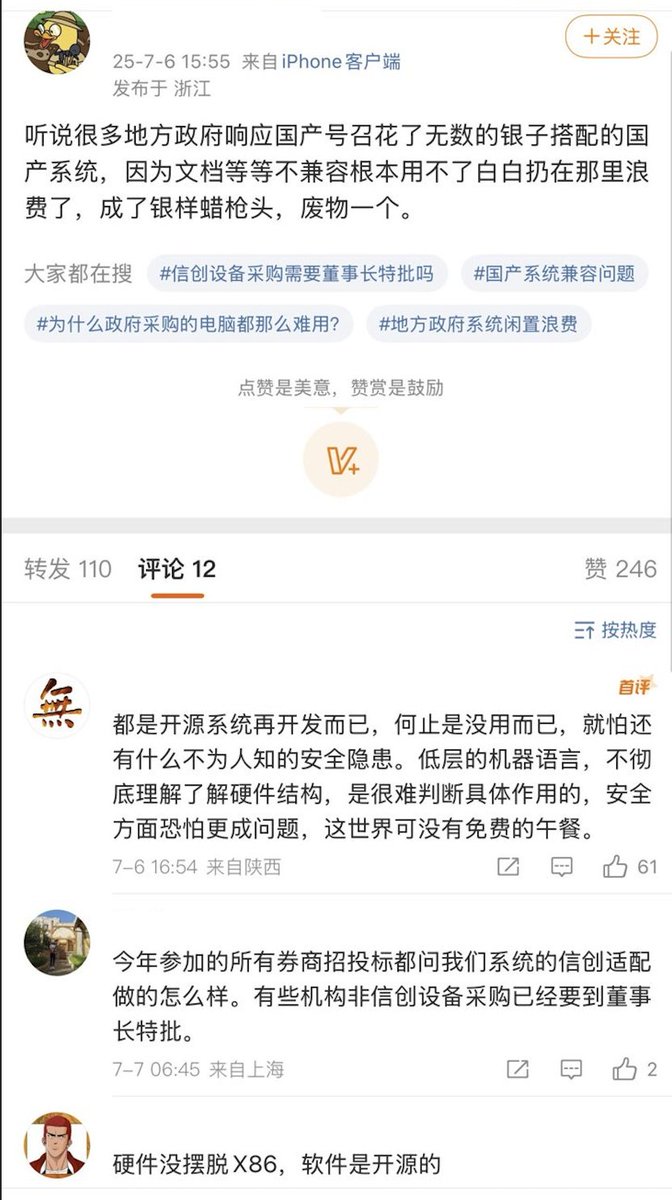 25-7-6 15:55 来自 iPhone客户端
+关注
发布于 浙江
听说很多地方政府响应国产号召花了无数的银子搭配的国
产系统，因为文档等等不兼容根本用不了白白扔在那里浪
费了，成了银样蜡枪头，废物一个。
大家都在搜 #信创设备采购需要董事长特批吗 #国产系统兼容问题
#为什么政府采购的电脑都那么难用? #地方政府系统闲置浪费
点赞是美意，赞赏是鼓励
V+
转发 110 评论 12 赞 246
按热度
無
首评
都是开源系统再开发而已，何止是没用而已，就怕还
有什么不为人知的安全隐患。低层的机器语言，不彻
底理解了解硬件结构，是很难判断具体作用的，安全
方面恐怕更成问题，这世界可没有免费的午餐。
7-6 16:54 来自陕西 61
今年参加的所有券商招投标都问我们系统的信创适配
做的怎么样。有些机构非信创设备采购已经要到董事
长特批。
7-7 06:45 来自上海 2
硬件没摆脱X86，软件是开源的